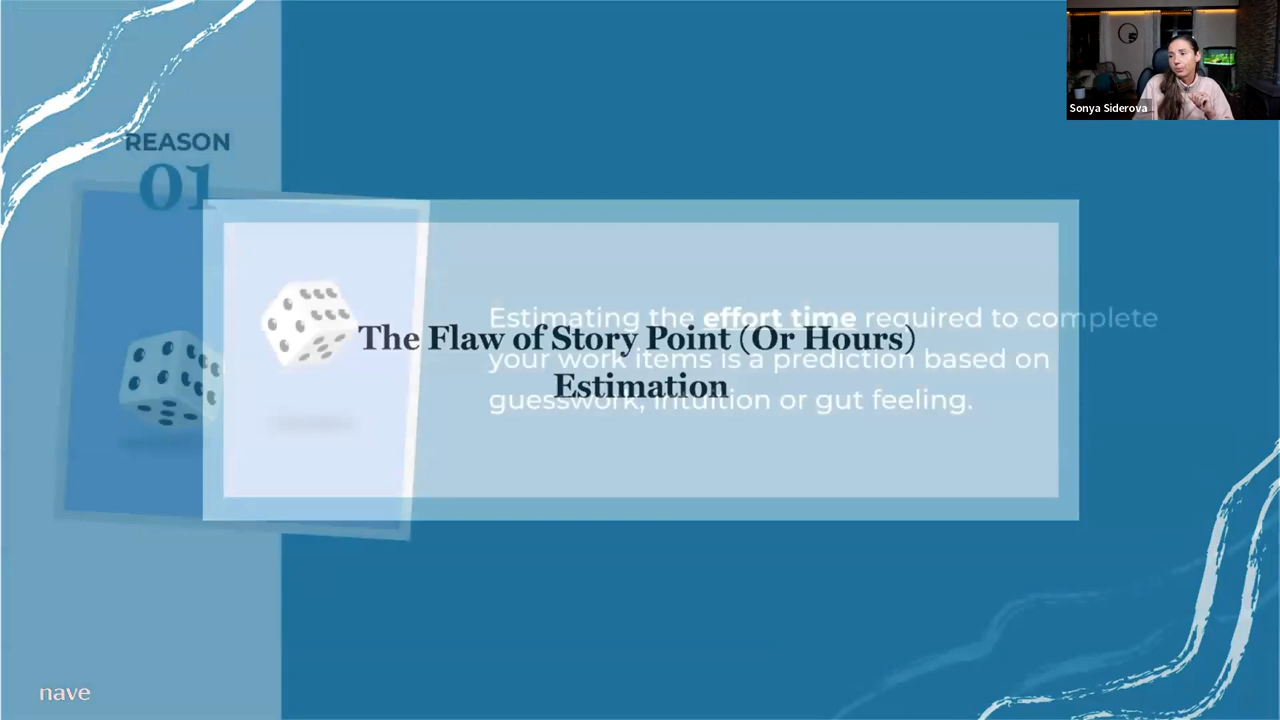 Sonya Siderova
REASON
01
The Flaw of Story Point (Or Hours)
Estimation
Estimating the effort time required to complete
your work items is a prediction based on
guesswork, intuition or gut feeling.
nave